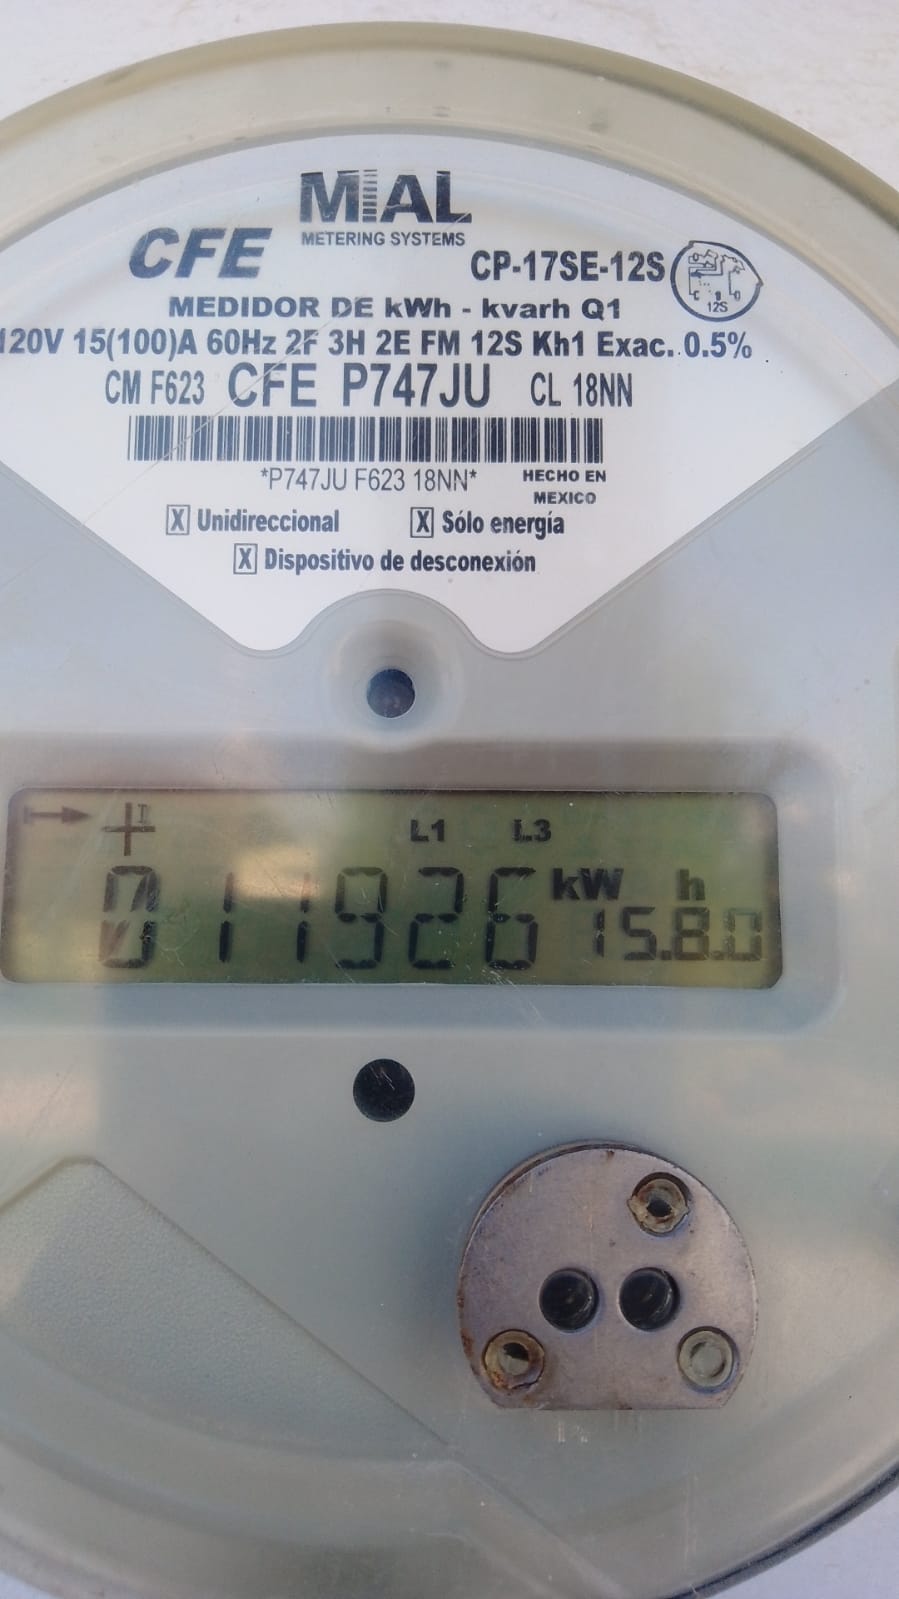 MIAL
METERING SYSTEMS
CFE
CP-17SE-12S
12S
MEDIDOR DE kWh - kvarh Q1
120V 15(100)A 60Hz 2F 3H 2E FM 12S Kh1 Exac. 0.5%
CM F623 CFE P747JU CL 18NN
*P747JU F623 18NN*
HECHO EN
MEXICO
X Unidireccional X Sólo energía
X Dispositivo de desconexión
L1 L3
011926 kW h
15.8.0